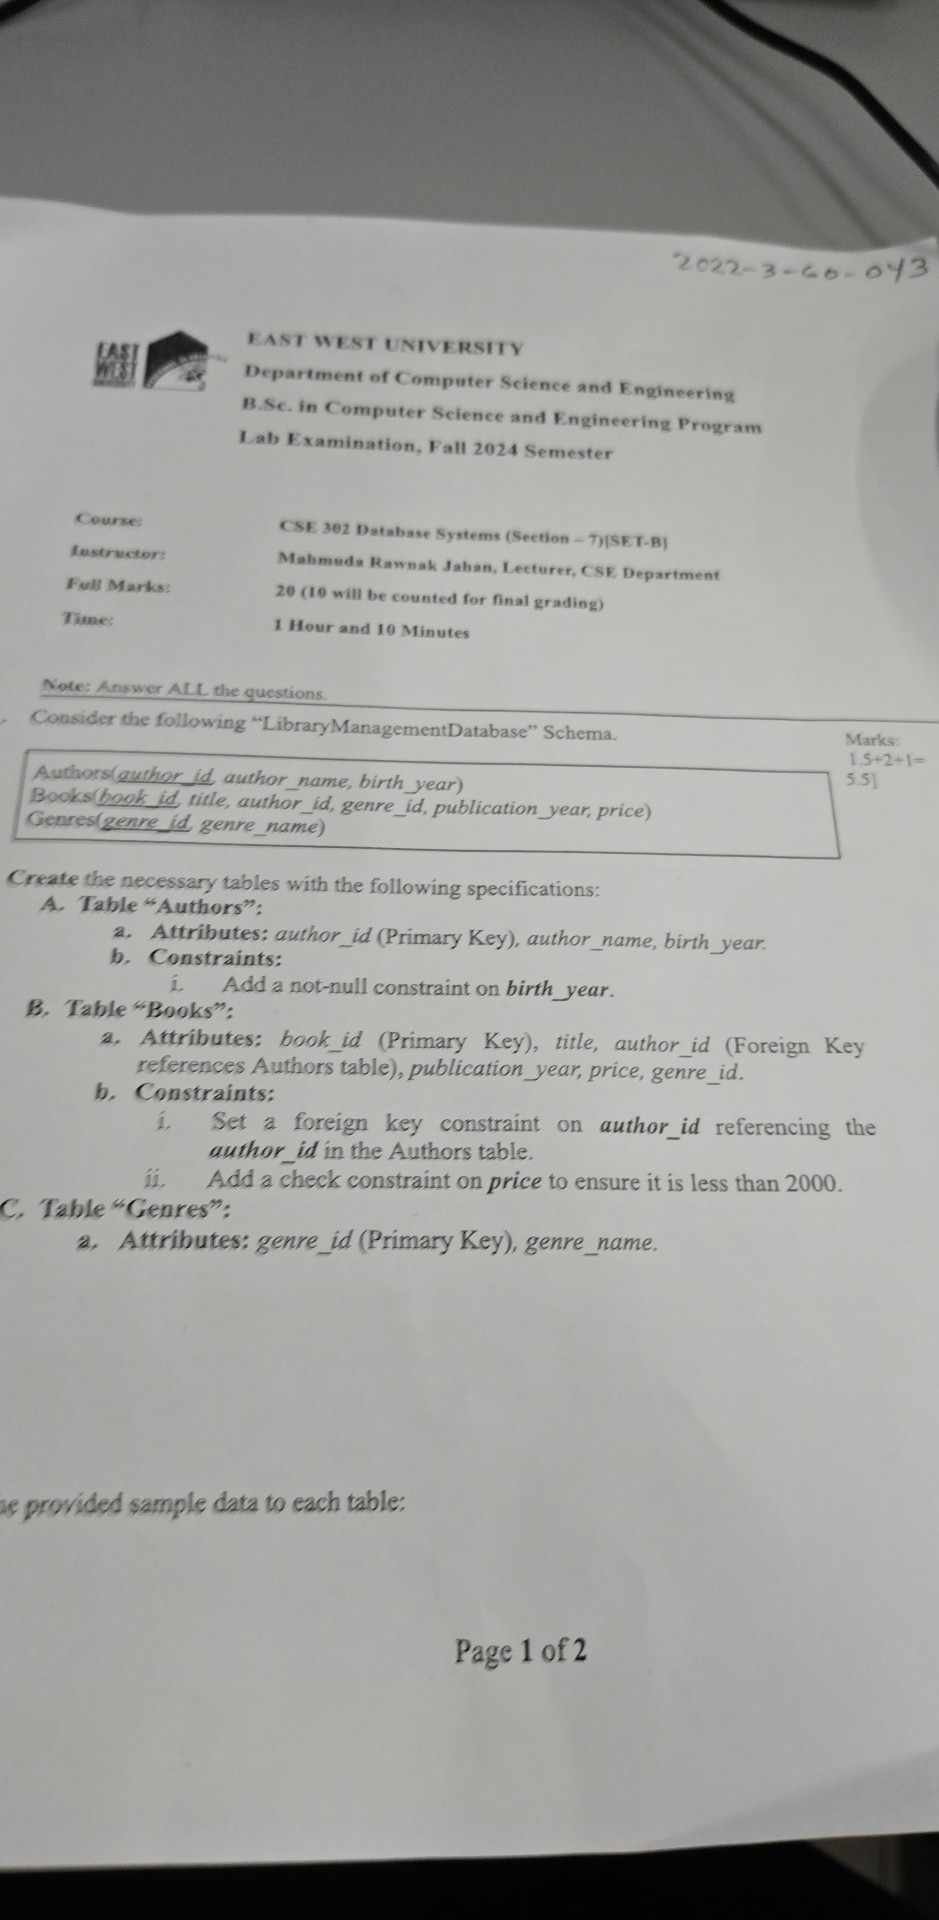 2022-3-60-043
EAST WEST UNIVERSITY
EAST WEST UNIVERSITY
Department of Computer Science and Engineering
B.Sc. in Computer Science and Engineering Program
Lab Examination, Fall 2024 Semester
Course: CSE 302 Database Systems (Section – 7)[SET-B]
Instructor: Mahmuda Rawnak Jahan, Lecturer, CSE Department
Full Marks: 20 (10 will be counted for final grading)
Time: 1 Hour and 10 Minutes
Note: Answer ALL the questions.
Consider the following “LibraryManagementDatabase” Schema.
Marks:
1.5+2+1=
5.5]
Authors(author_id, author_name, birth_year)
Books(book_id, title, author_id, genre_id, publication_year, price)
Genres(genre_id, genre_name)
Create the necessary tables with the following specifications:
A. Table “Authors”:
a. Attributes: author_id (Primary Key), author_name, birth_year.
b. Constraints:
i. Add a not-null constraint on birth_year.
B. Table “Books”:
a. Attributes: book_id (Primary Key), title, author_id (Foreign Key
references Authors table), publication_year, price, genre_id.
b. Constraints:
i. Set a foreign key constraint on author_id referencing the
author_id in the Authors table.
ii. Add a check constraint on price to ensure it is less than 2000.
C. Table “Genres”:
a. Attributes: genre_id (Primary Key), genre_name.
provided sample data to each table:
Page 1 of 2